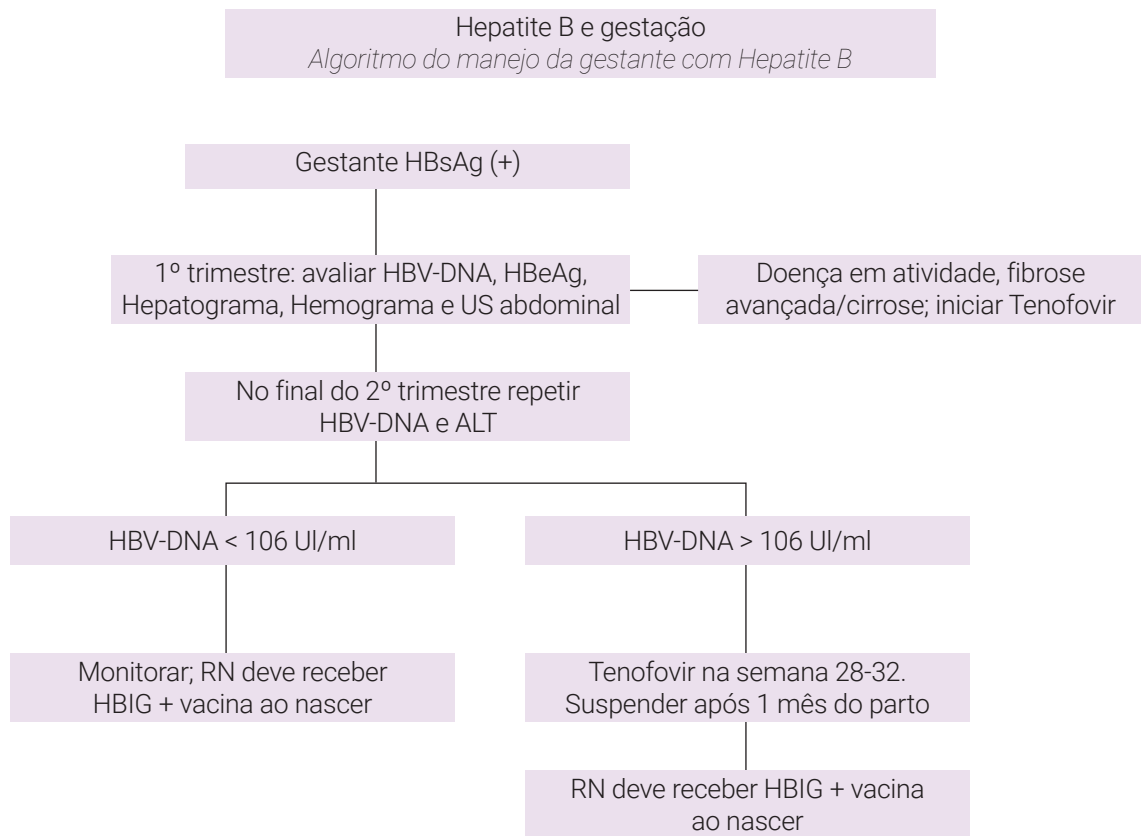 Hepatite B e gestação
Algoritmo do manejo da gestante com Hepatite B
Gestante HBsAg (+)
1º trimestre: avaliar HBV-DNA, HBeAg,
Hepatograma, Hemograma e US abdominal
Doença em atividade, fibrose
avançada/cirrose; iniciar Tenofovir
No final do 2º trimestre repetir
HBV-DNA e ALT
HBV-DNA < 106 UI/ml
HBV-DNA > 106 UI/ml
Monitorar; RN deve receber
HBIG + vacina ao nascer
Tenofovir na semana 28-32.
Suspender após 1 mês do parto
RN deve receber HBIG + vacina
ao nascer